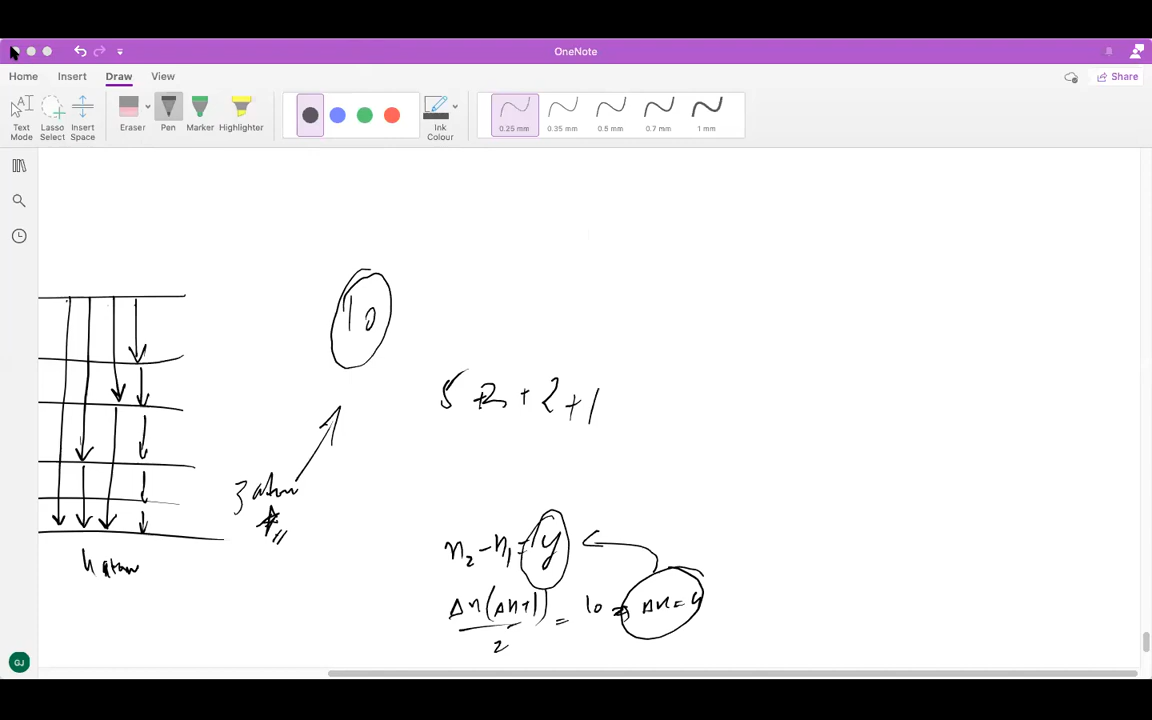 OneNote
Home Insert Draw View
Share
Text Mode
Lasso Select
Insert Space
Eraser
Pen
Marker
Highlighter
Ink Colour
0.25 mm
0.35 mm
0.5 mm
0.7 mm
1 mm
10
+ 2 + 1
3 atom
4 atom
n₂ - n₁ =
Δn(Δn+1)/2 = 10 ⇒ Δn = 4
GJ